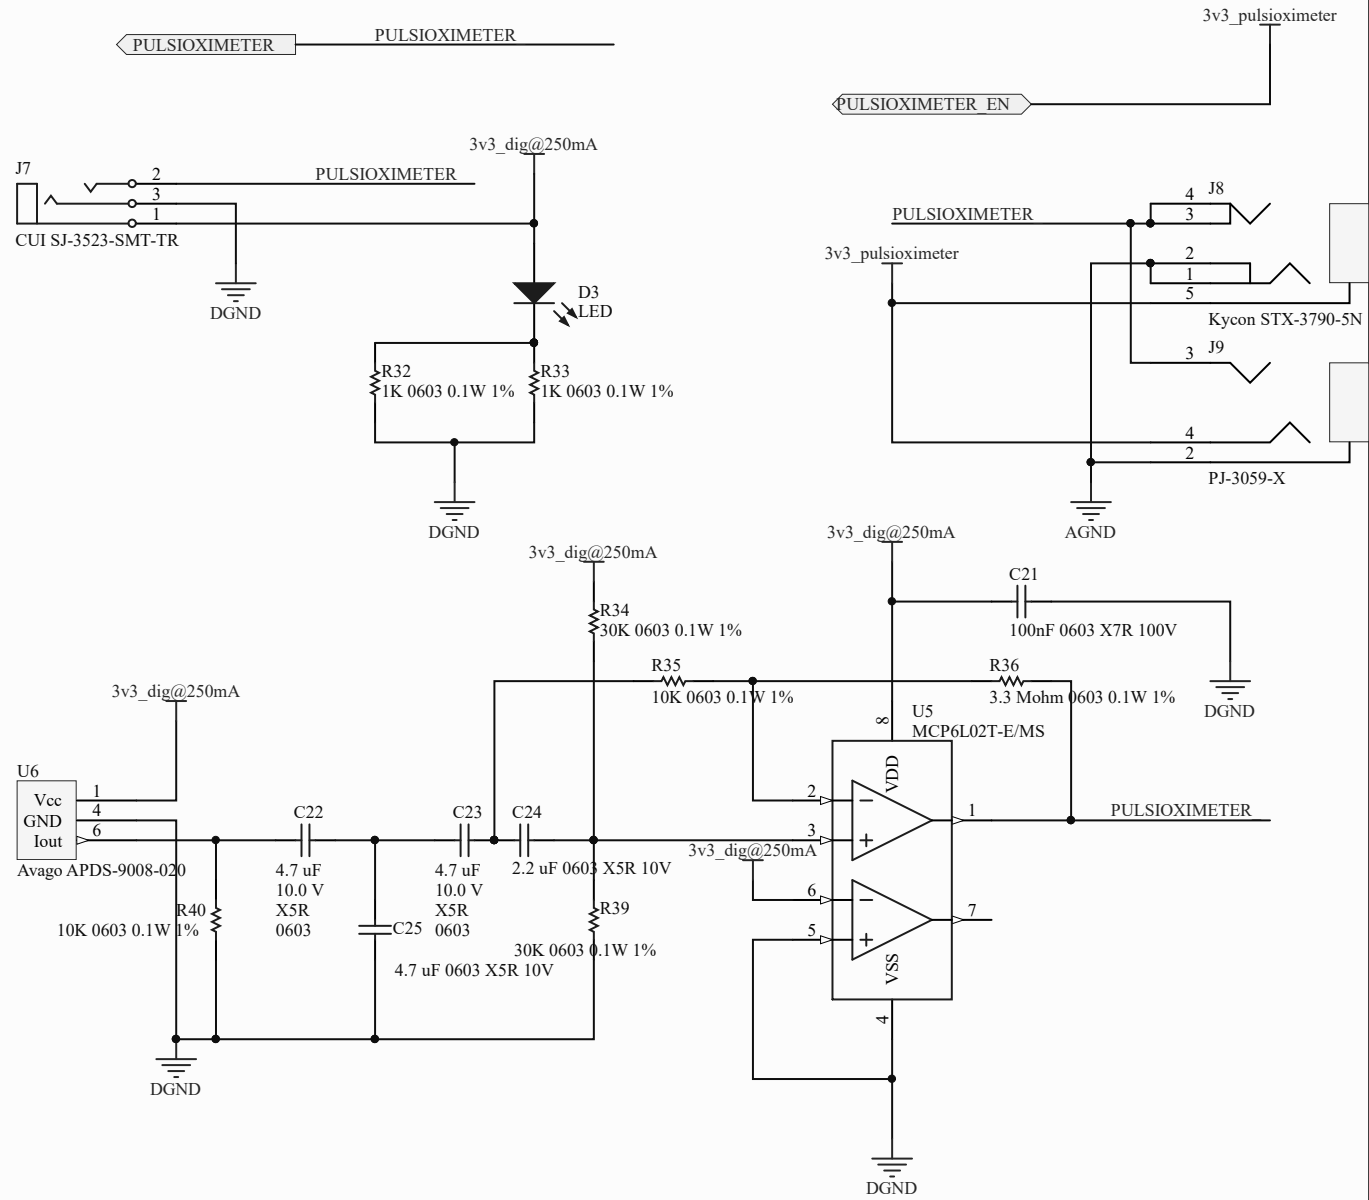 3v3_pulsioximeter
PULSIOXIMETER
PULSIOXIMETER
PULSIOXIMETER_EN
3v3_dig@250mA
J7
2
PULSIOXIMETER
3
1
CUI SJ-3523-SMT-TR
DGND
D3
LED
R32
1K 0603 0.1W 1%
R33
1K 0603 0.1W 1%
DGND
J8
4
3
PULSIOXIMETER
3v3_pulsioximeter
2
1
5
Kycon STX-3790-5N
J9
3
4
2
PJ-3059-X
AGND
3v3_dig@250mA
3v3_dig@250mA
C21
100nF 0603 X7R 100V
DGND
R34
30K 0603 0.1W 1%
R35
10K 0603 0.1W 1%
R36
3.3 Mohm 0603 0.1W 1%
3v3_dig@250mA
U5
MCP6L02T-E/MS
8
VDD
U6
Vcc
GND
Iout
1
4
6
Avago APDS-9008-020
C22
4.7 uF
10.0 V
X5R
0603
C23
4.7 uF
10.0 V
X5R
0603
C24
2.2 uF 0603 X5R 10V
2
3
1
PULSIOXIMETER
3v3_dig@250mA
6
5
7
R40
10K 0603 0.1W 1%
C25
4.7 uF 0603 X5R 10V
R39
30K 0603 0.1W 1%
VSS
4
DGND
DGND